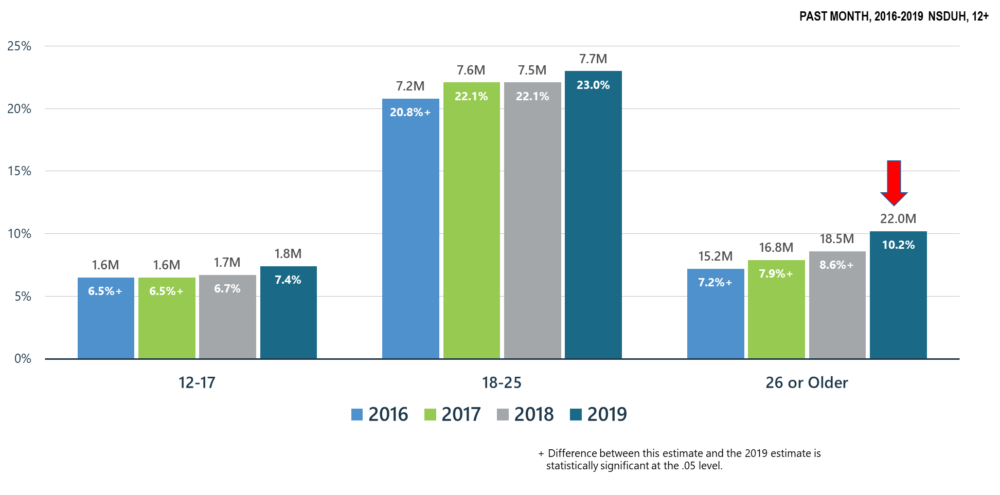 PAST MONTH, 2016-2019 NSDUH, 12+
25%
20%
15%
10%
5%
0%
1.6M
6.5%+
1.6M
6.5%+
1.7M
6.7%
1.8M
7.4%
7.2M
20.8%+
7.6M
22.1%
7.5M
22.1%
7.7M
23.0%
15.2M
7.2%+
16.8M
7.9%+
18.5M
8.6%+
22.0M
10.2%
12-17
18-25
26 or Older
2016
2017
2018
2019
+ Difference between this estimate and the 2019 estimate is
statistically significant at the .05 level.